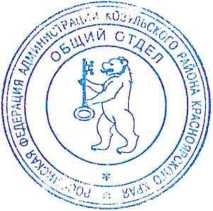 РОССИЙСКАЯ ФЕДЕРАЦИЯ АДМИНИСТРАЦИЯ КОЗУЛЬСКОГО РАЙОНА КРАСНОЯРСКОГО КРАЯ
ОБЩИЙ ОТДЕЛ